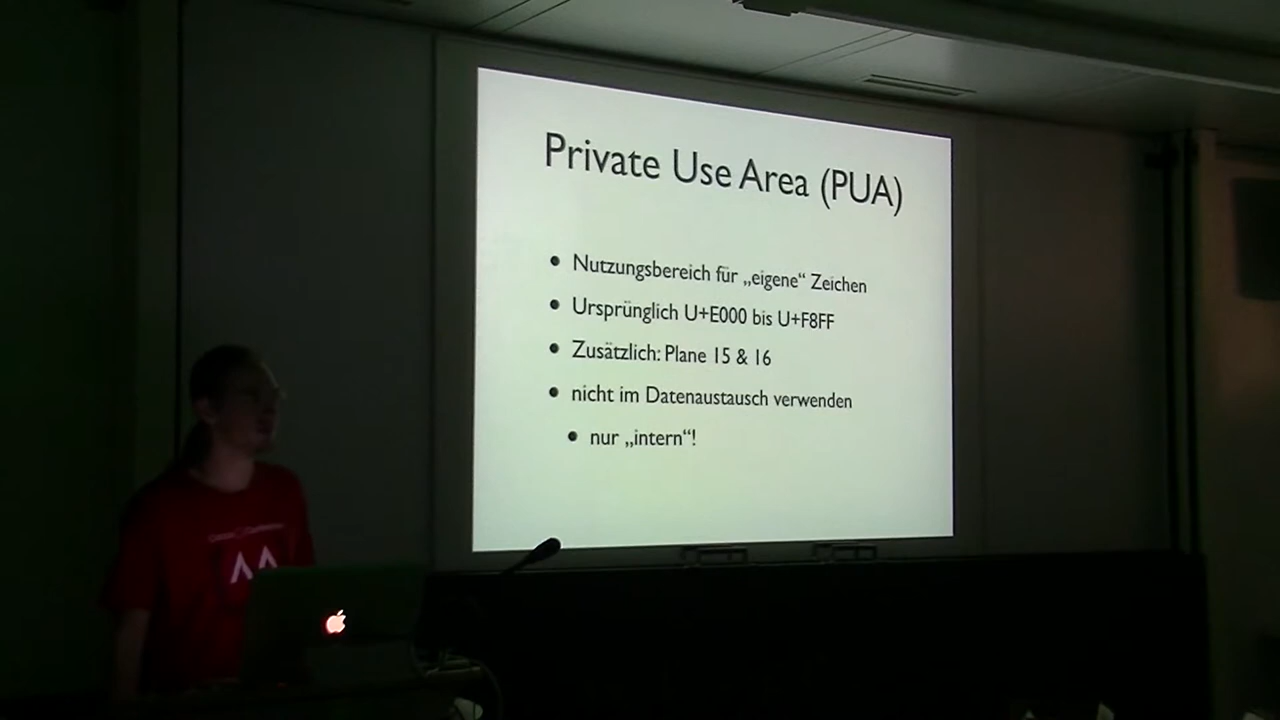 Private Use Area (PUA)
Nutzungsbereich für „eigene“ Zeichen
Ursprünglich U+E000 bis U+F8FF
Zusätzlich: Plane 15 & 16
nicht im Datenaustausch verwenden
nur „intern“!